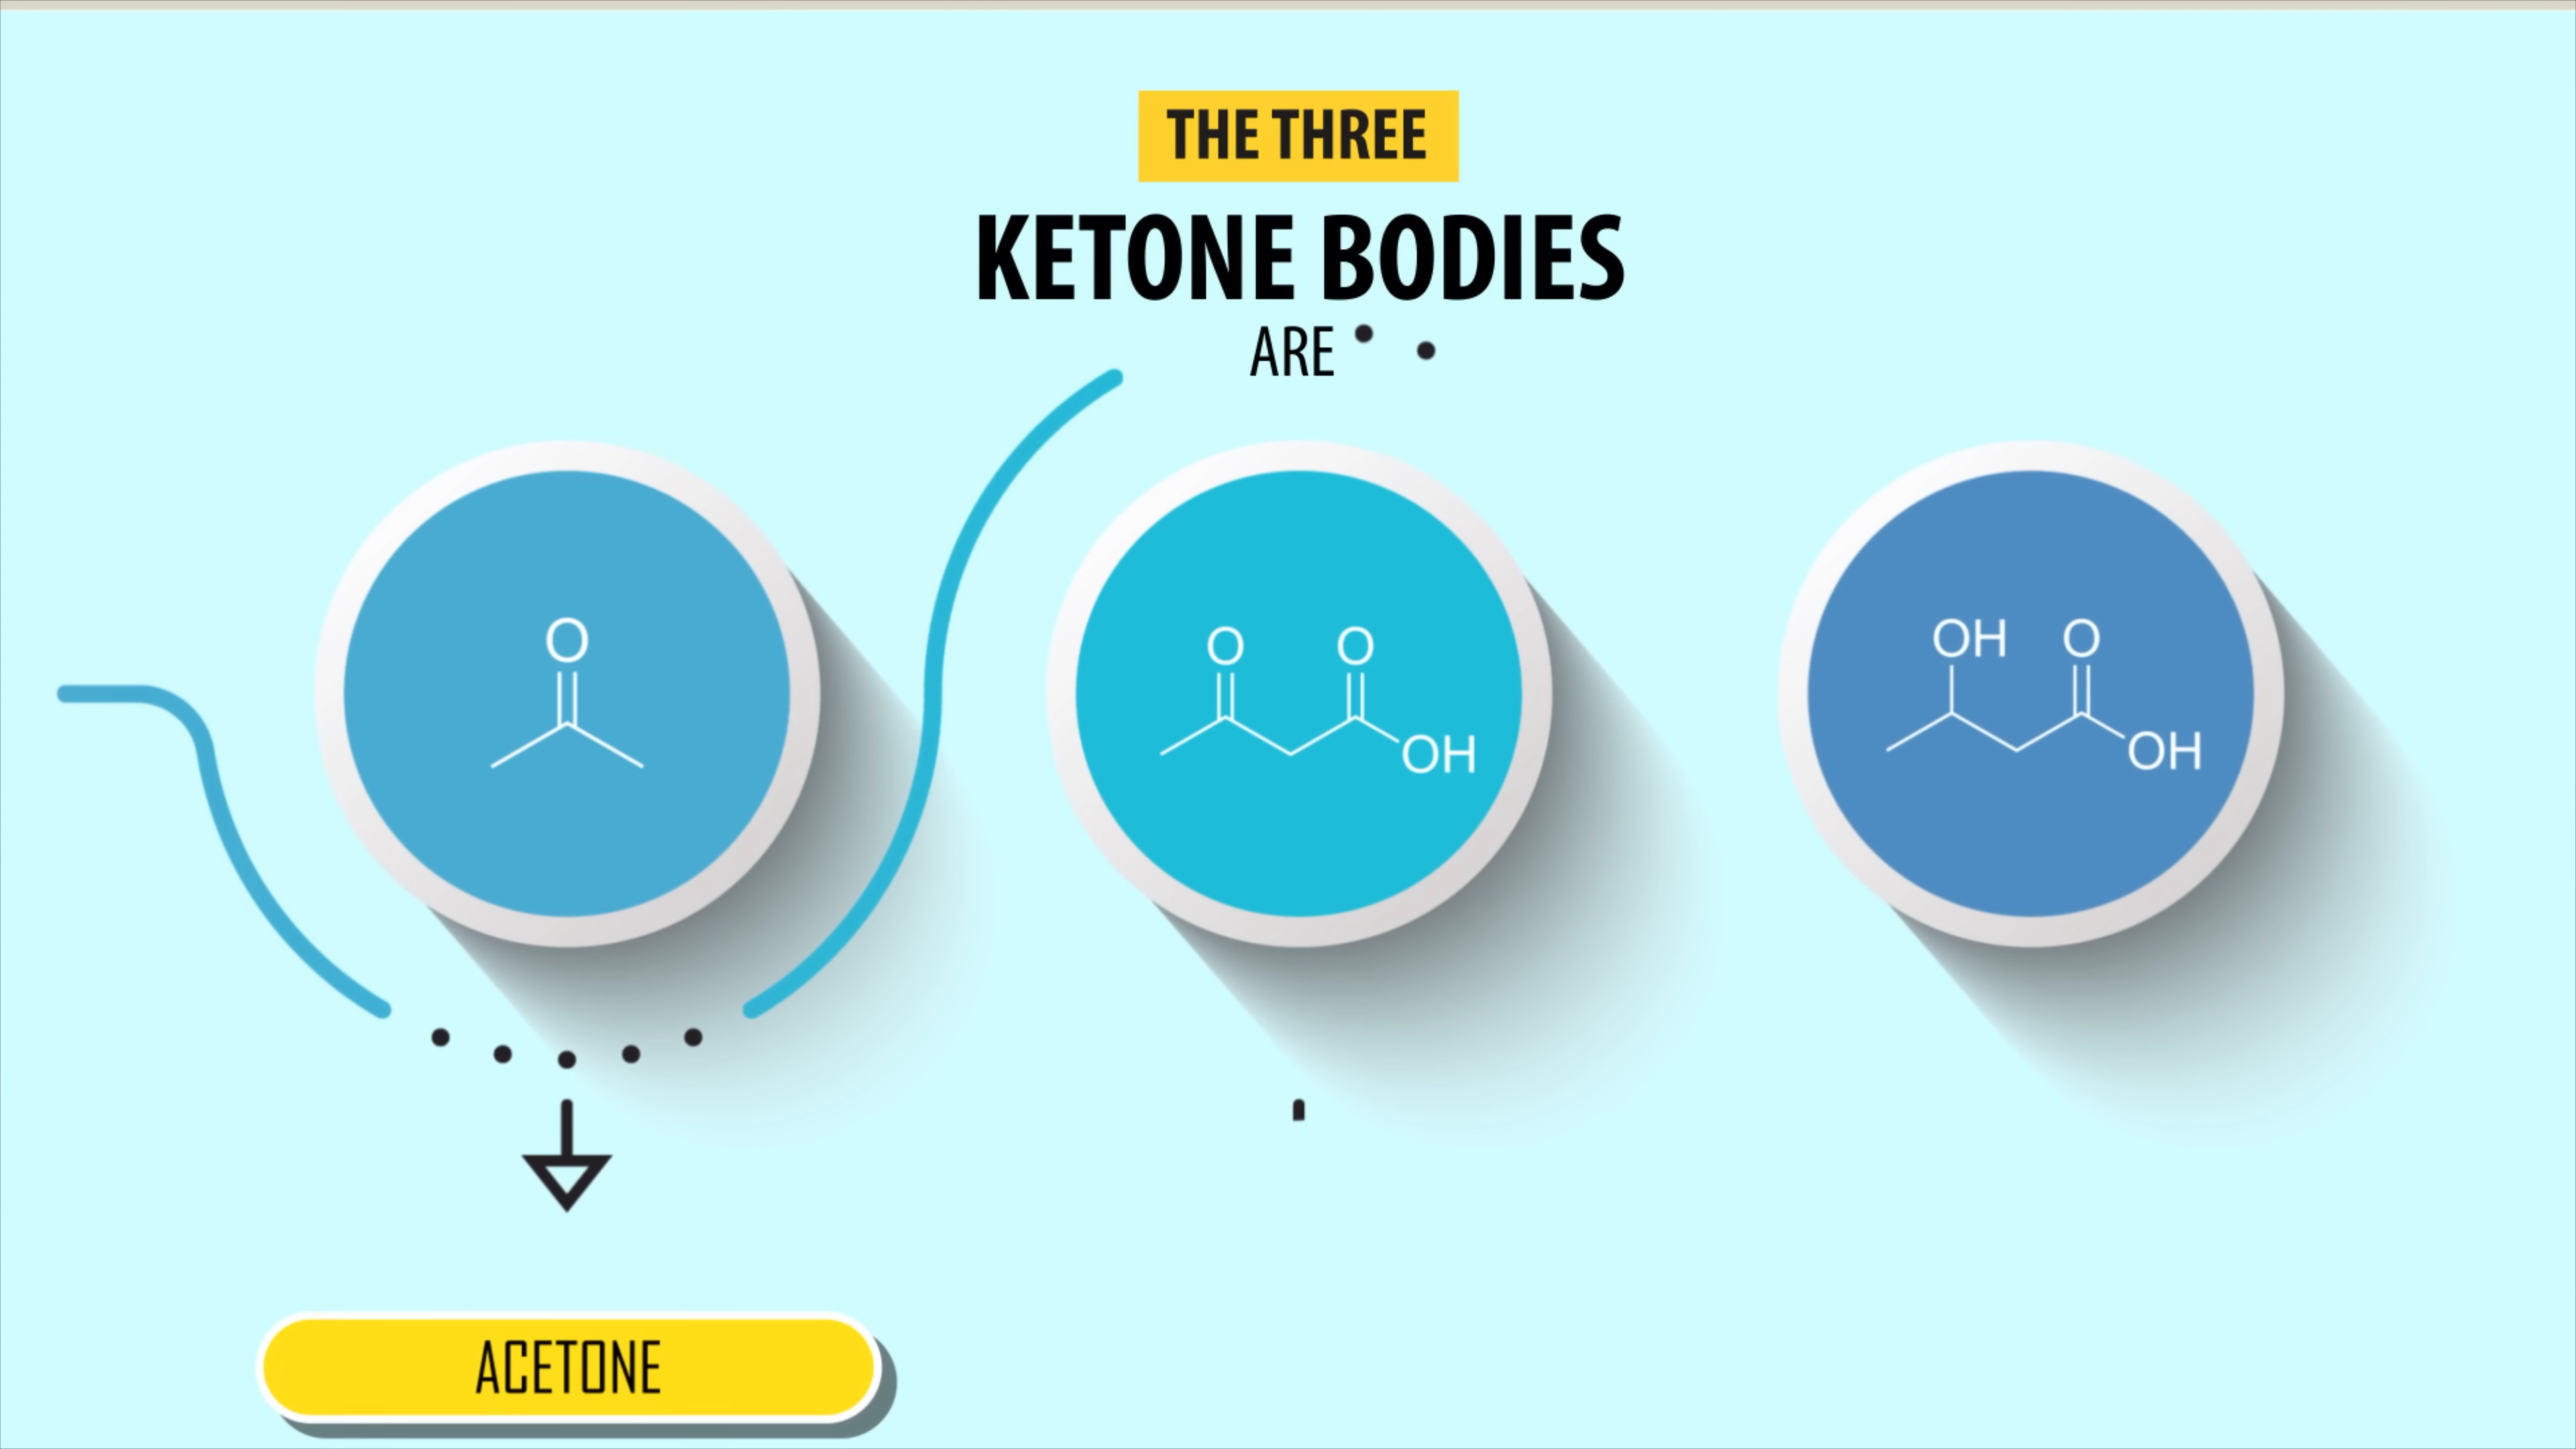 THE THREE
KETONE BODIES
ARE
O
O O
OH
OH O
OH
ACETONE